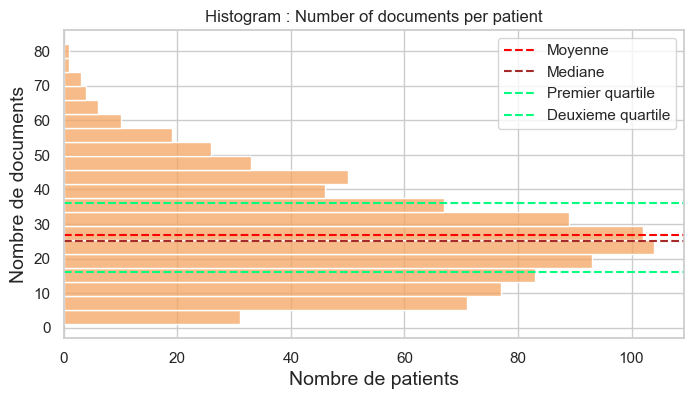 Histogram : Number of documents per patient
Moyenne
Mediane
Premier quartile
Deuxieme quartile
Nombre de documents
80
70
60
50
40
30
20
10
0
0 20 40 60 80 100
Nombre de patients